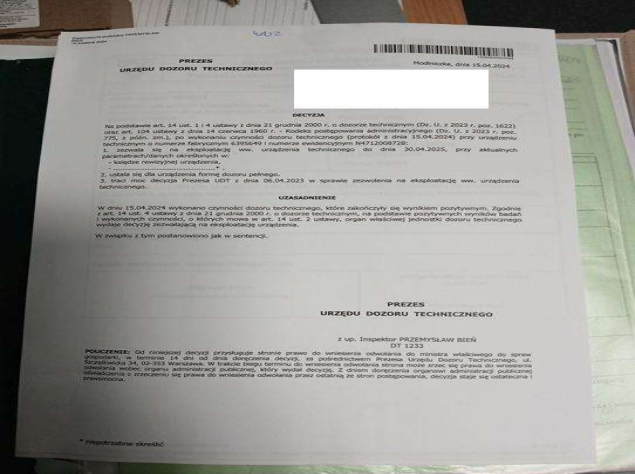 PREZES
URZĘDU DOZORU TECHNICZNEGO
Modliszka, dnia 15.04.2024
DECYZJA
Na podstawie art. 14 ust. 1 i 4 ustawy z dnia 21 grudnia 2000 r. o dozorze technicznym (Dz. U. z 2023 r. poz. 1622)
oraz art. 104 ustawy z dnia 14 czerwca 1960 r. - Kodeks postępowania administracyjnego (Dz. U. z 2023 r. poz.
775, z późn. zm.), po wykonaniu czynności dozoru technicznego (protokół z dnia 15.04.2024) przy urządzeniu
technicznym o numerze fabrycznym 6395649 i numerze ewidencyjnym N4712008728:
1. zezwala się na eksploatację ww. urządzenia technicznego do dnia 30.04.2025, przy aktualnych
parametrach/danych określonych w:
- księdze rewizyjnej urządzenia,
2. ustala się dla urządzenia formę dozoru pełnego.
3. traci moc decyzja Prezesa UDT z dnia 06.04.2023 w sprawie zezwolenia na eksploatację ww. urządzenia
technicznego.
UZASADNIENIE
W dniu 15.04.2024 wykonano czynności dozoru technicznego, które zakończyły się wynikiem pozytywnym. Zgodnie
z art. 14 ust. 4 ustawy z dnia 21 grudnia 2000 r. o dozorze technicznym, na podstawie pozytywnych wyników badań
i wykonanych czynności, o których mowa w art. 14 ust. 2 ustawy, organ właściwej jednostki dozoru technicznego
wydaje decyzję zezwalającą na eksploatację urządzenia.
W związku z tym postanowiono jak w sentencji.
PREZES
URZĘDU DOZORU TECHNICZNEGO
z up. Inspektor PRZEMYSŁAW BIEŃ
DT 1233
POUCZENIE: Od niniejszej decyzji przysługuje stronie prawo do wniesienia odwołania do ministra właściwego do spraw
gospodarki, w terminie 14 dni od dnia doręczenia decyzji, za pośrednictwem Prezesa Urzędu Dozoru Technicznego, ul.
Szczęśliwicka 34, 02-353 Warszawa. W trakcie biegu terminu do wniesienia odwołania strona może zrzec się prawa do wniesienia
odwołania wobec organu administracji publicznej, który wydał decyzję. Z dniem doręczenia organowi administracji publicznej
oświadczenia o zrzeczeniu się prawa do wniesienia odwołania przez ostatnią ze stron postępowania, decyzja staje się ostateczna i
prawomocna.
* niepotrzebne skreślić